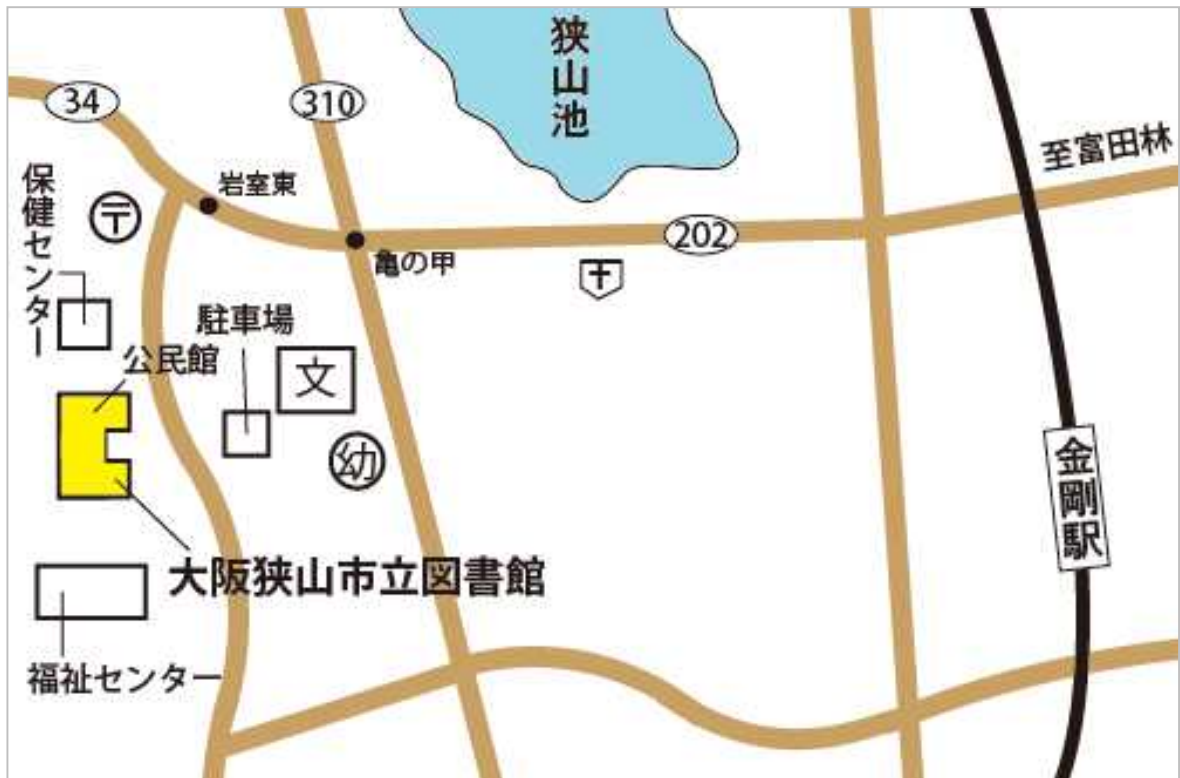 狭山池
34
310
至富田林
保健センター
岩室東
〒
202
亀の甲
駐車場
公民館
文
幼
金剛駅
大阪狭山市立図書館
福祉センター